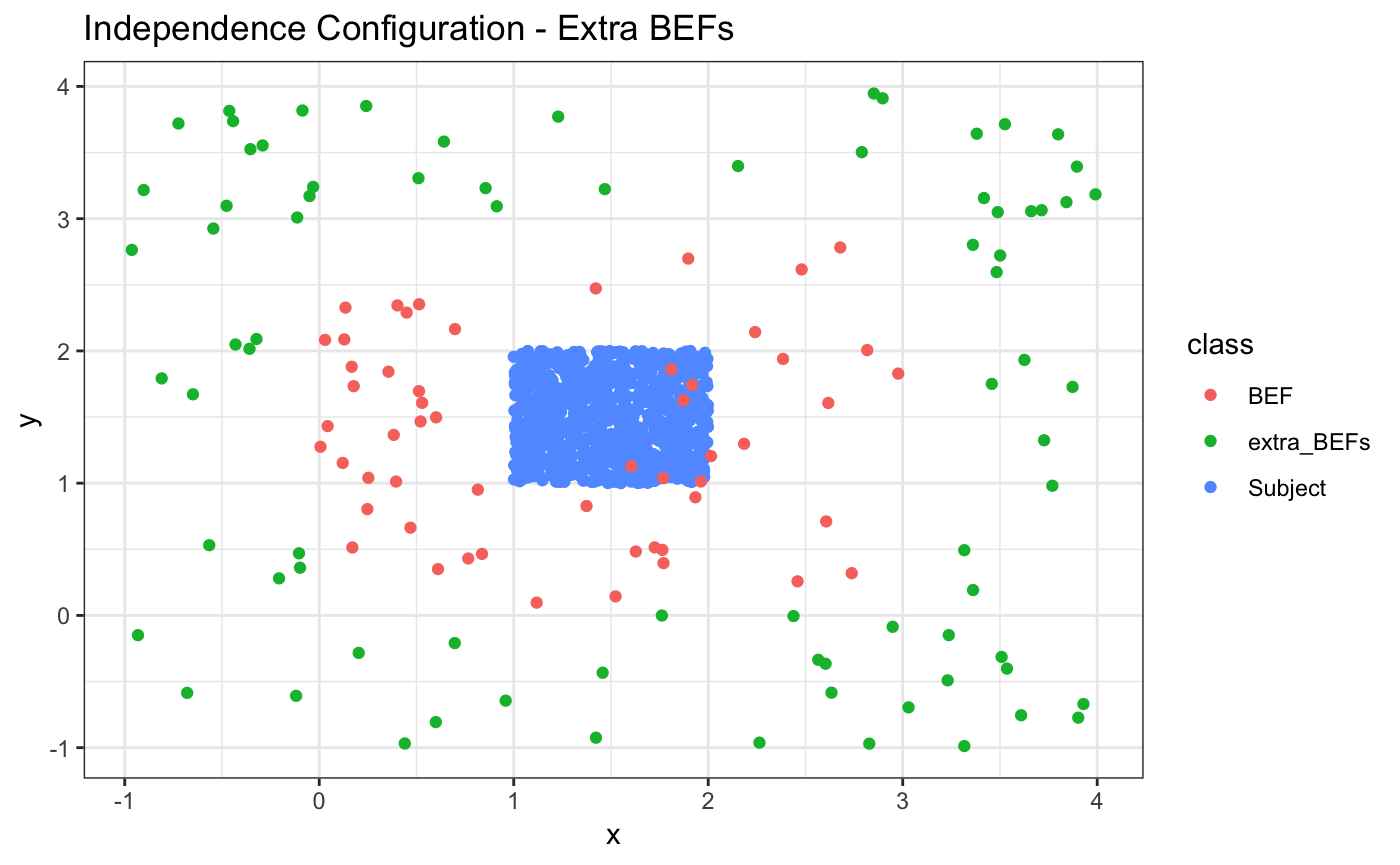 Independence Configuration - Extra BEFs
4
3
2
1
0
-1
y
-1 0 1 2 3 4
x
class
BEF
extra_BEFs
Subject